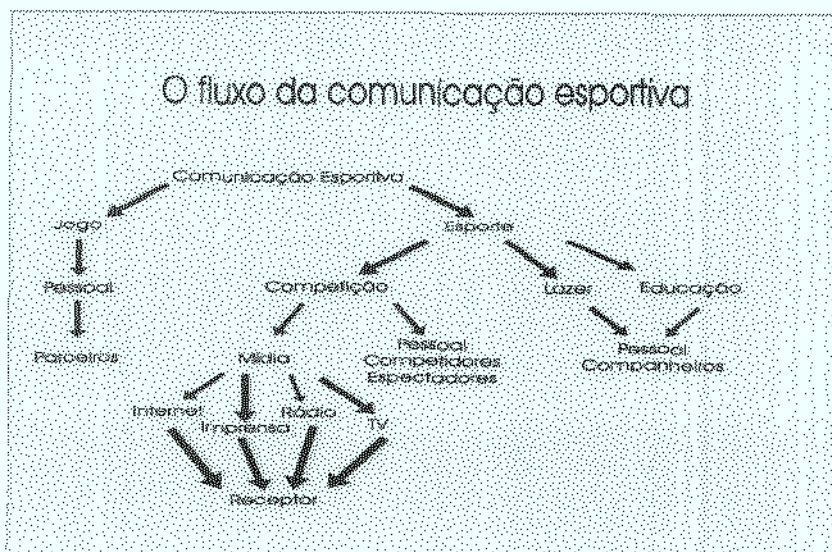 O fluxo da comunicação esportiva
Comunicação Esportiva
Jogo
Esporte
Pessoal
Competição
Lazer
Educação
Parceiros
Mídia
Pessoal
Competidores
Espectadores
Pessoal
Companheiros
Internet
Imprensa
Rádio
TV
Receptor